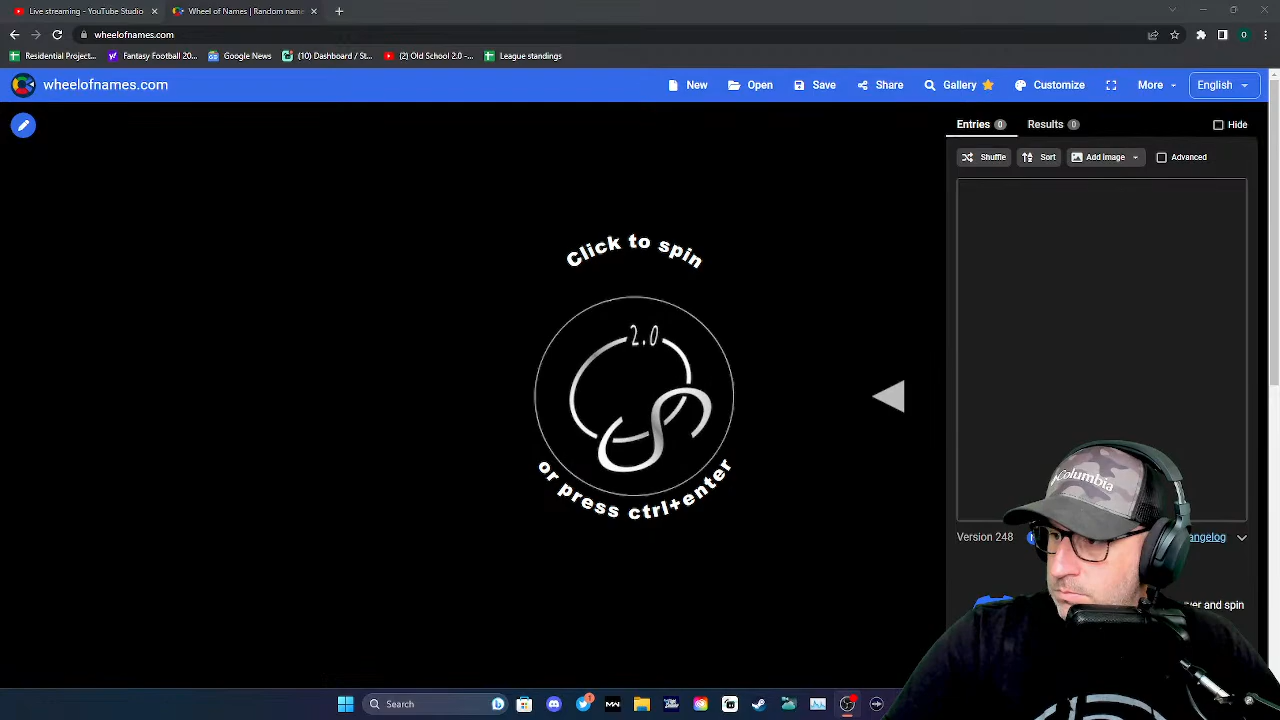 Live streaming - YouTube Studio
Wheel of Names | Random name
wheelofnames.com
Residential Project...
Fantasy Football 20...
Google News
(10) Dashboard / St...
(2) Old School 2.0 -...
League standings
wheelofnames.com
New
Open
Save
Share
Gallery
Customize
More
English
Entries 0
Results 0
Hide
Shuffle
Sort
Add image
Advanced
Click to spin
2.0
or press ctrl+enter
Columbia
Version 248
angelog
ver and spin
Search